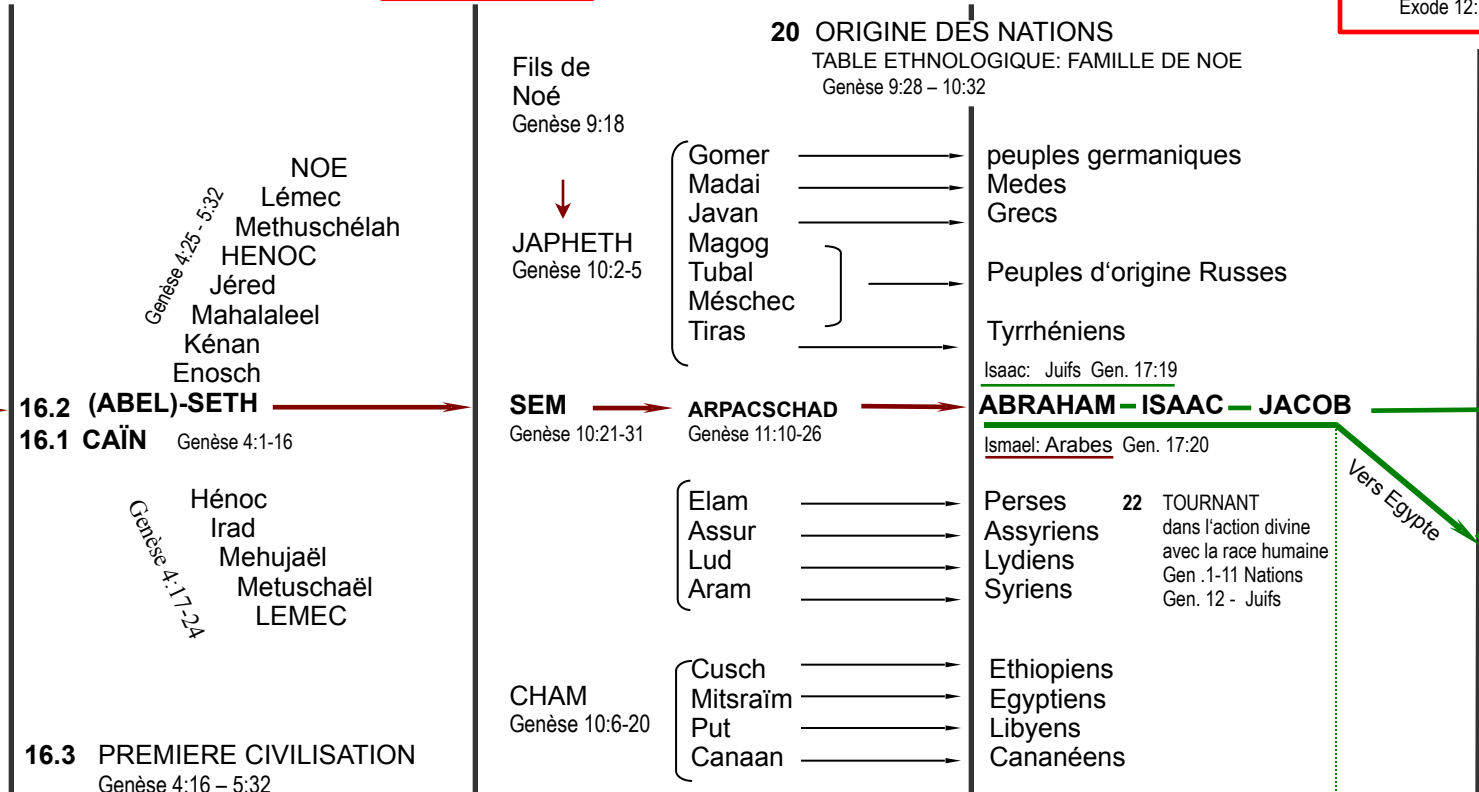 Exode 12:
20 ORIGINE DES NATIONS
TABLE ETHNOLOGIQUE: FAMILLE DE NOE
Genèse 9:28 – 10:32
Fils de
Noé
Genèse 9:18
NOE
Lémec
Methuschélah
HENOC
Jéred
Mahalaleel
Kénan
Enosch
Genèse 4:25 - 5:32
16.2 (ABEL)-SETH
16.1 CAÏN Genèse 4:1-16
Hénoc
Irad
Mehujaël
Metuschaël
LEMEC
Genèse 4:17-24
16.3 PREMIERE CIVILISATION
Genèse 4:16 – 5:32
JAPHETH
Genèse 10:2-5
Gomer
Madai
Javan
Magog
Tubal
Méschec
Tiras
peuples germaniques
Medes
Grecs
Peuples d‘origine Russes
Tyrrhéniens
SEM
Genèse 10:21-31
ARPACSCHAD
Genèse 11:10-26
Isaac: Juifs Gen. 17:19
ABRAHAM – ISAAC – JACOB
Ismael: Arabes Gen. 17:20
Vers Egypte
Elam
Assur
Lud
Aram
Perses
Assyriens
Lydiens
Syriens
22 TOURNANT
dans l‘action divine
avec la race humaine
Gen .1-11 Nations
Gen. 12 - Juifs
CHAM
Genèse 10:6-20
Cusch
Mitsraïm
Put
Canaan
Ethiopiens
Egyptiens
Libyens
Cananéens